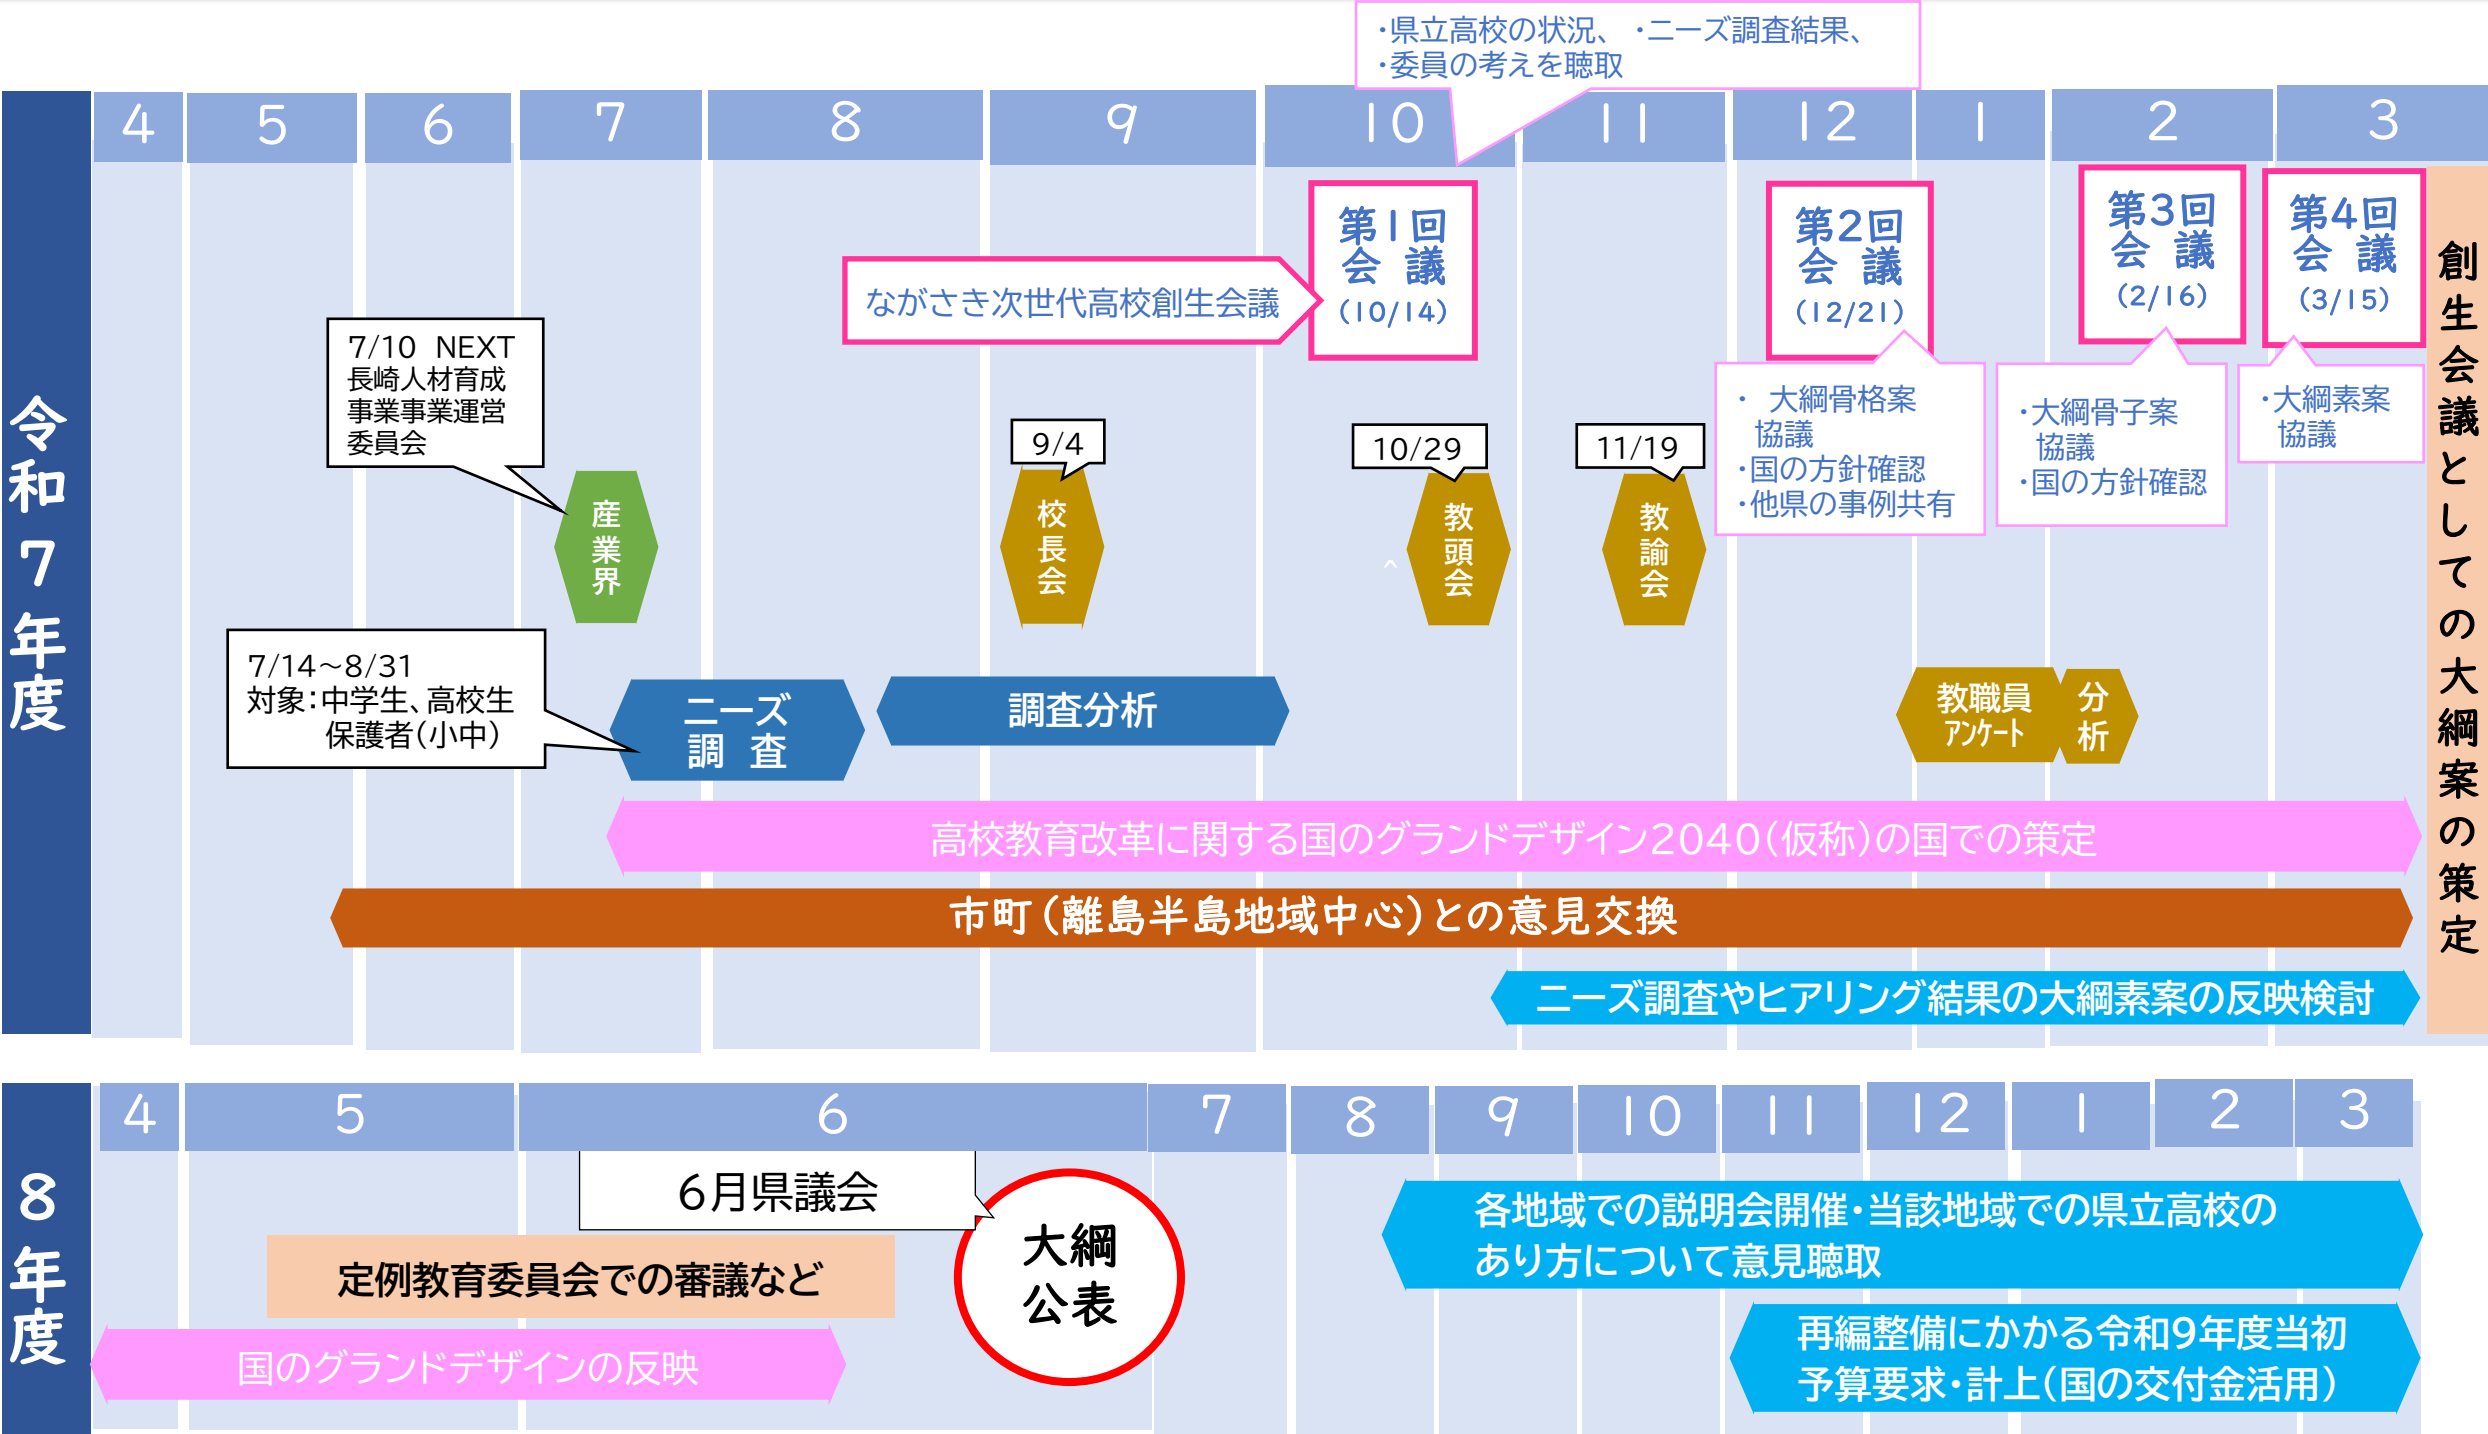 ・県立高校の状況、・ニーズ調査結果、
・委員の考えを聴取
令和7年度
4
5
6
7
8
9
10
11
12
1
2
3
第1回
会 議
(10/14)
第2回
会 議
(12/21)
第3回
会 議
(2/16)
第4回
会 議
(3/15)
創生会議としての大綱案の策定
ながさき次世代高校創生会議
7/10 NEXT
長崎人材育成
事業事業運営
委員会
産業界
9/4
校長会
10/29
^
教頭会
11/19
教諭会
・ 大綱骨格案
協議
・国の方針確認
・他県の事例共有
・大綱骨子案
協議
・国の方針確認
・大綱素案
協議
7/14～8/31
対象：中学生、高校生
保護者(小中)
ニーズ
調 査
調査分析
教職員
ｱﾝｹｰﾄ
分
析
高校教育改革に関する国のグランドデザイン2040(仮称)の国での策定
市町(離島半島地域中心)との意見交換
ニーズ調査やヒアリング結果の大綱素案の反映検討
8年度
4
5
6
7
8
9
10
11
12
1
2
3
6月県議会
大綱
公表
定例教育委員会での審議など
国のグランドデザインの反映
各地域での説明会開催・当該地域での県立高校の
あり方について意見聴取
再編整備にかかる令和9年度当初
予算要求・計上(国の交付金活用)